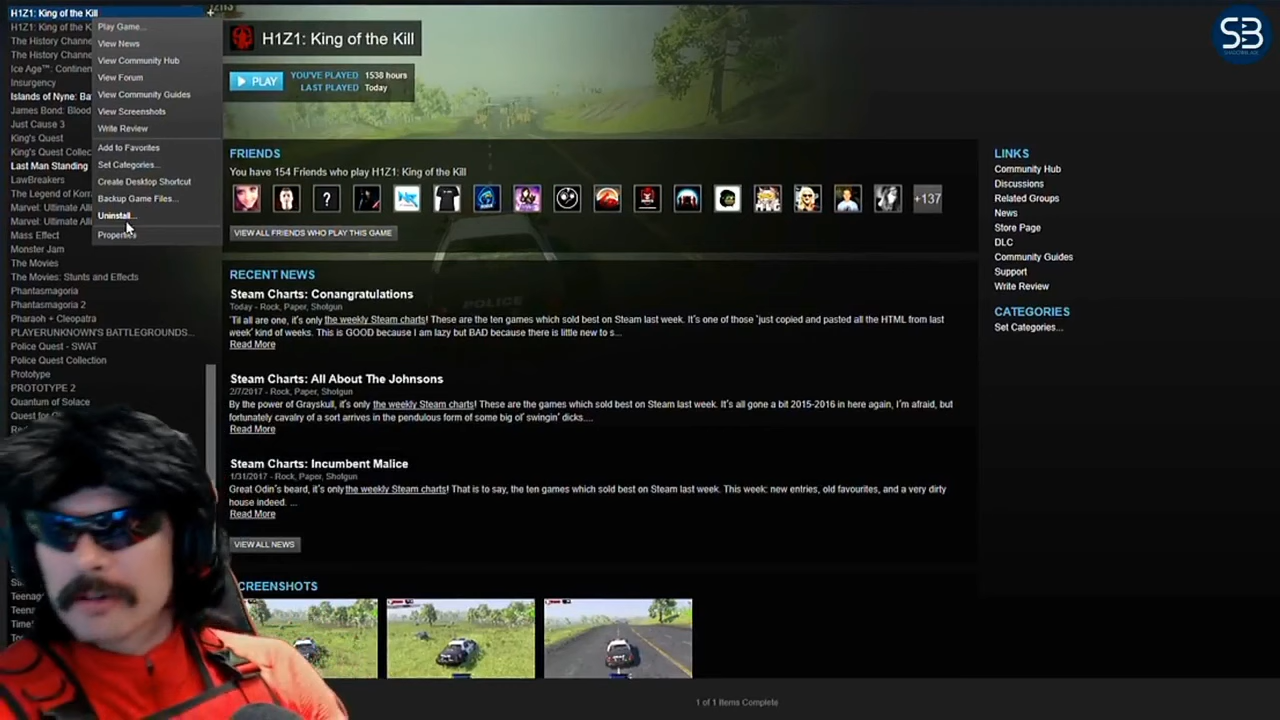 H1Z1: King of the Kill
H1Z1: King of the K
The History Channe
The History Channe
Ice Age™: Continen
Insurgency
Islands of Nyne: Ba
James Bond: Blood
Just Cause 3
King's Quest
King's Quest Collec
Last Man Standing
LawBreakers
The Legend of Korra
Marvel: Ultimate Alli
Marvel: Ultimate Alli
Mass Effect
Monster Jam
The Movies
The Movies: Stunts and Effects
Phantasmagoria
Phantasmagoria 2
Pharaoh + Cleopatra
PLAYERUNKNOWN'S BATTLEGROUNDS...
Police Quest - SWAT
Police Quest Collection
Prototype
PROTOTYPE 2
Quantum of Solace
Quest for
Teenag
Teena
Time
Play Game...
View News
View Community Hub
View Forum
View Community Guides
View Screenshots
Write Review
Add to Favorites
Set Categories...
Create Desktop Shortcut
Backup Game Files...
Uninstall...
Properties
H1Z1: King of the Kill
PLAY
YOU'VE PLAYED 1538 hours
LAST PLAYED Today
FRIENDS
You have 154 Friends who play H1Z1: King of the Kill
?
+137
VIEW ALL FRIENDS WHO PLAY THIS GAME
POLICE
RECENT NEWS
Steam Charts: Conangratulations
Today - Rock, Paper, Shotgun
'Til all are one, it's only the weekly Steam charts! These are the ten games which sold best on Steam last week. It's one of those 'just copied and pasted all the HTML from last
week' kind of weeks. This is GOOD because I am lazy but BAD because there is little new to s...
Read More
Steam Charts: All About The Johnsons
2/7/2017 - Rock, Paper, Shotgun
By the power of Grayskull, it's only the weekly Steam charts! These are the games which sold best on Steam last week. It's all gone a bit 2015-2016 in here again, I'm afraid, but
fortunately cavalry of a sort arrives in the pendulous form of some big ol' swingin' dicks....
Read More
Steam Charts: Incumbent Malice
1/31/2017 - Rock, Paper, Shotgun
Great Odin's beard, it's only the weekly Steam charts! That is to say, the ten games which sold best on Steam last week. This week: new entries, old favourites, and a very dirty
house indeed. ...
Read More
VIEW ALL NEWS
CREENSHOTS
1 of 1 Items Complete
LINKS
Community Hub
Discussions
Related Groups
News
Store Page
DLC
Community Guides
Support
Write Review
CATEGORIES
Set Categories...
SB